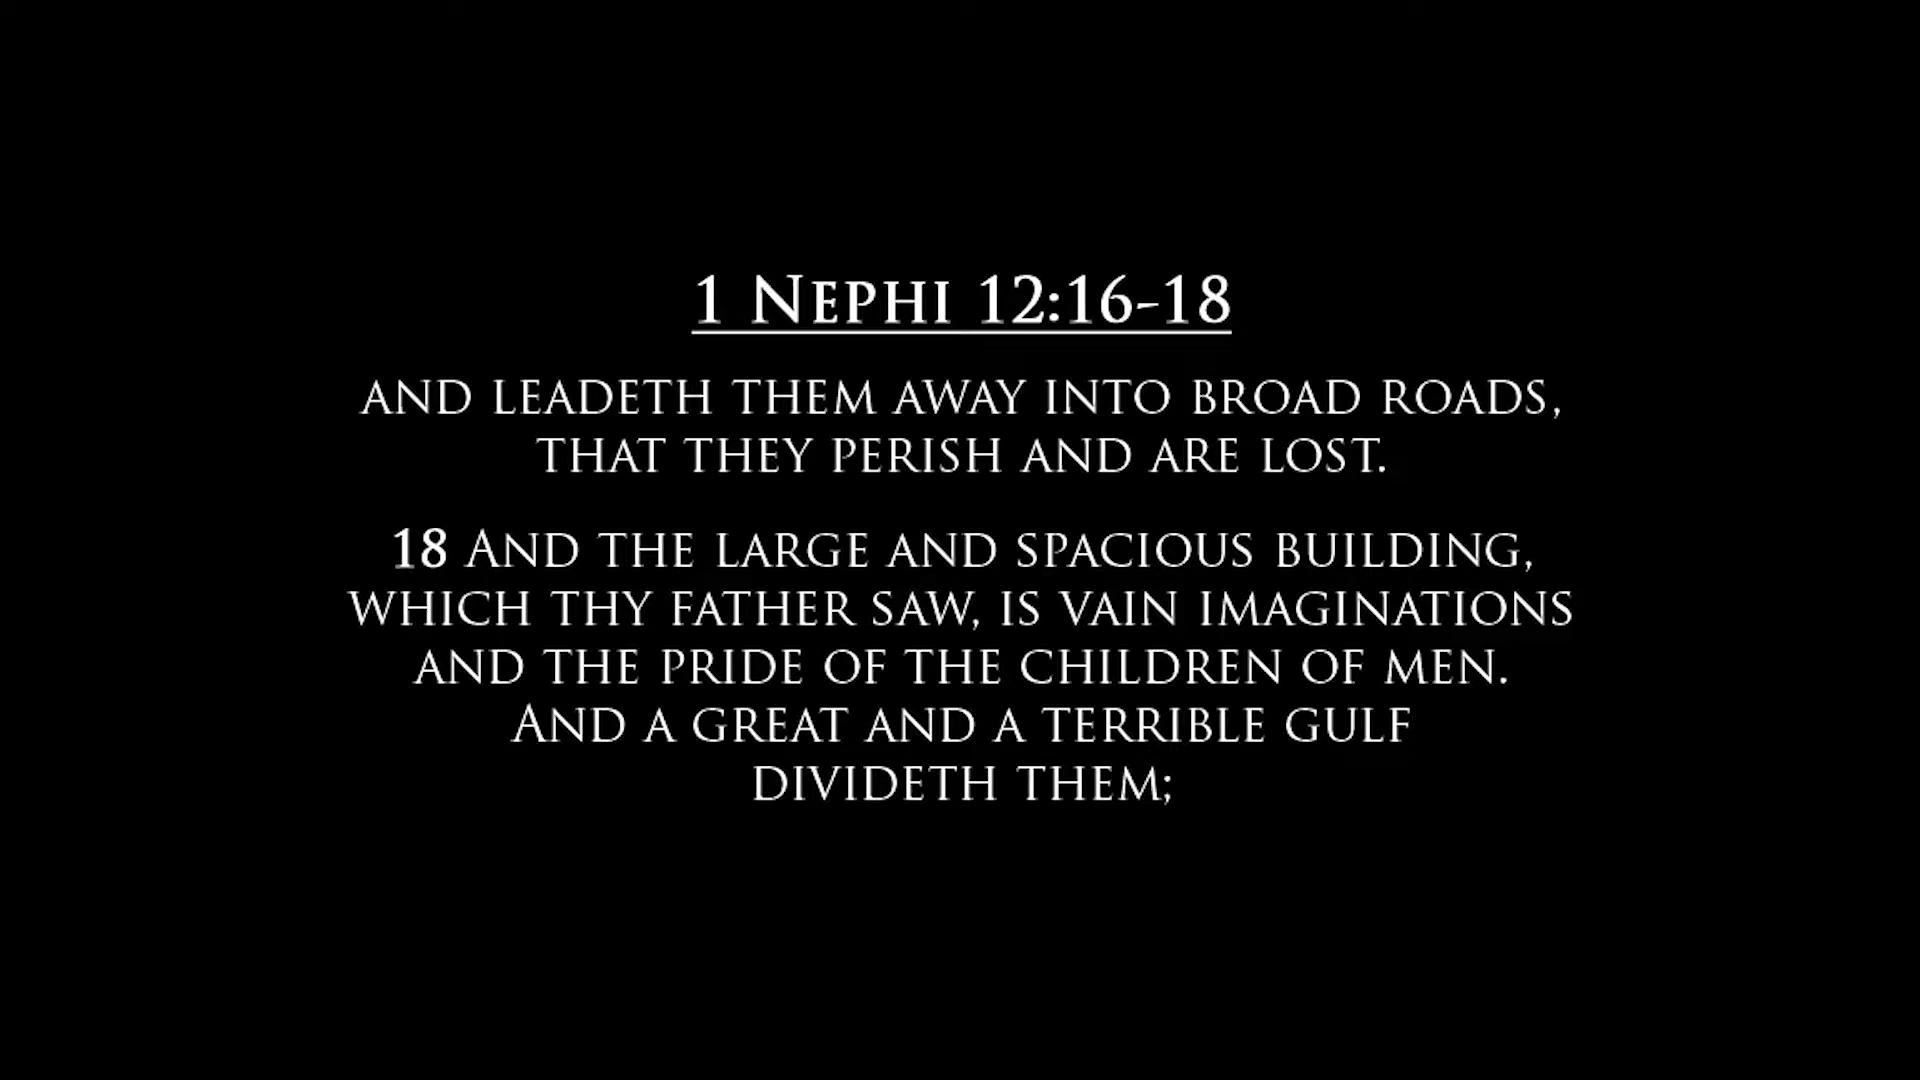 1 Nephi 12:16-18
and leadeth them away into broad roads,
that they perish and are lost.
18 And the large and spacious building,
which thy father saw, is vain imaginations
and the pride of the children of men.
And a great and a terrible gulf
divideth them;